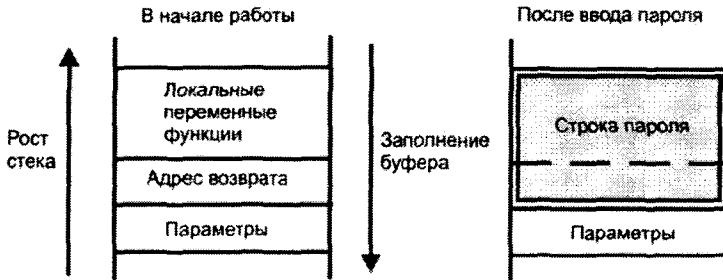 В начале работы
После ввода пароля
Рост
стека
Локальные
переменные
функции
Адрес возврата
Параметры
Заполнение
буфера
Строка пароля
Параметры